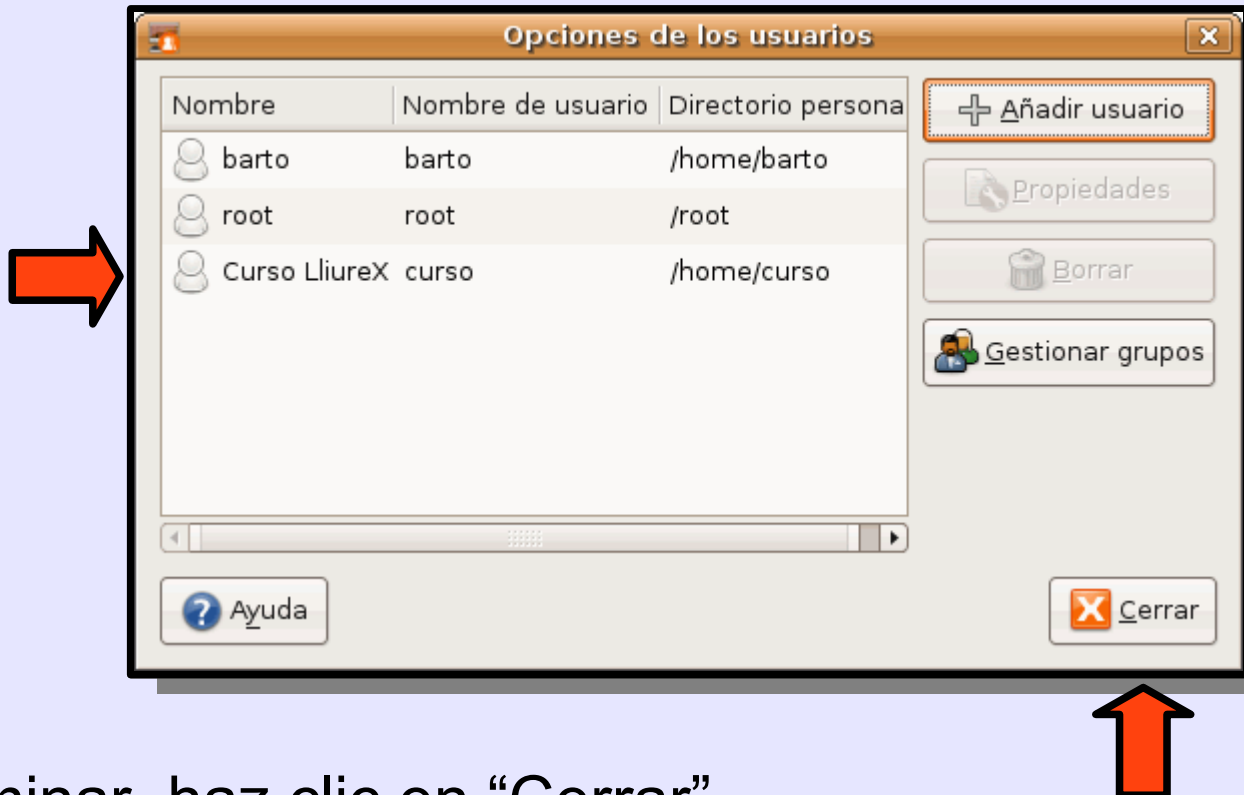 Opciones de los usuarios
Nombre Nombre de usuario Directorio persona
barto barto /home/barto
root root /root
Curso LliureX curso /home/curso
Añadir usuario
Propiedades
Borrar
Gestionar grupos
Ayuda
Cerrar
haz clic en “Cerrar”